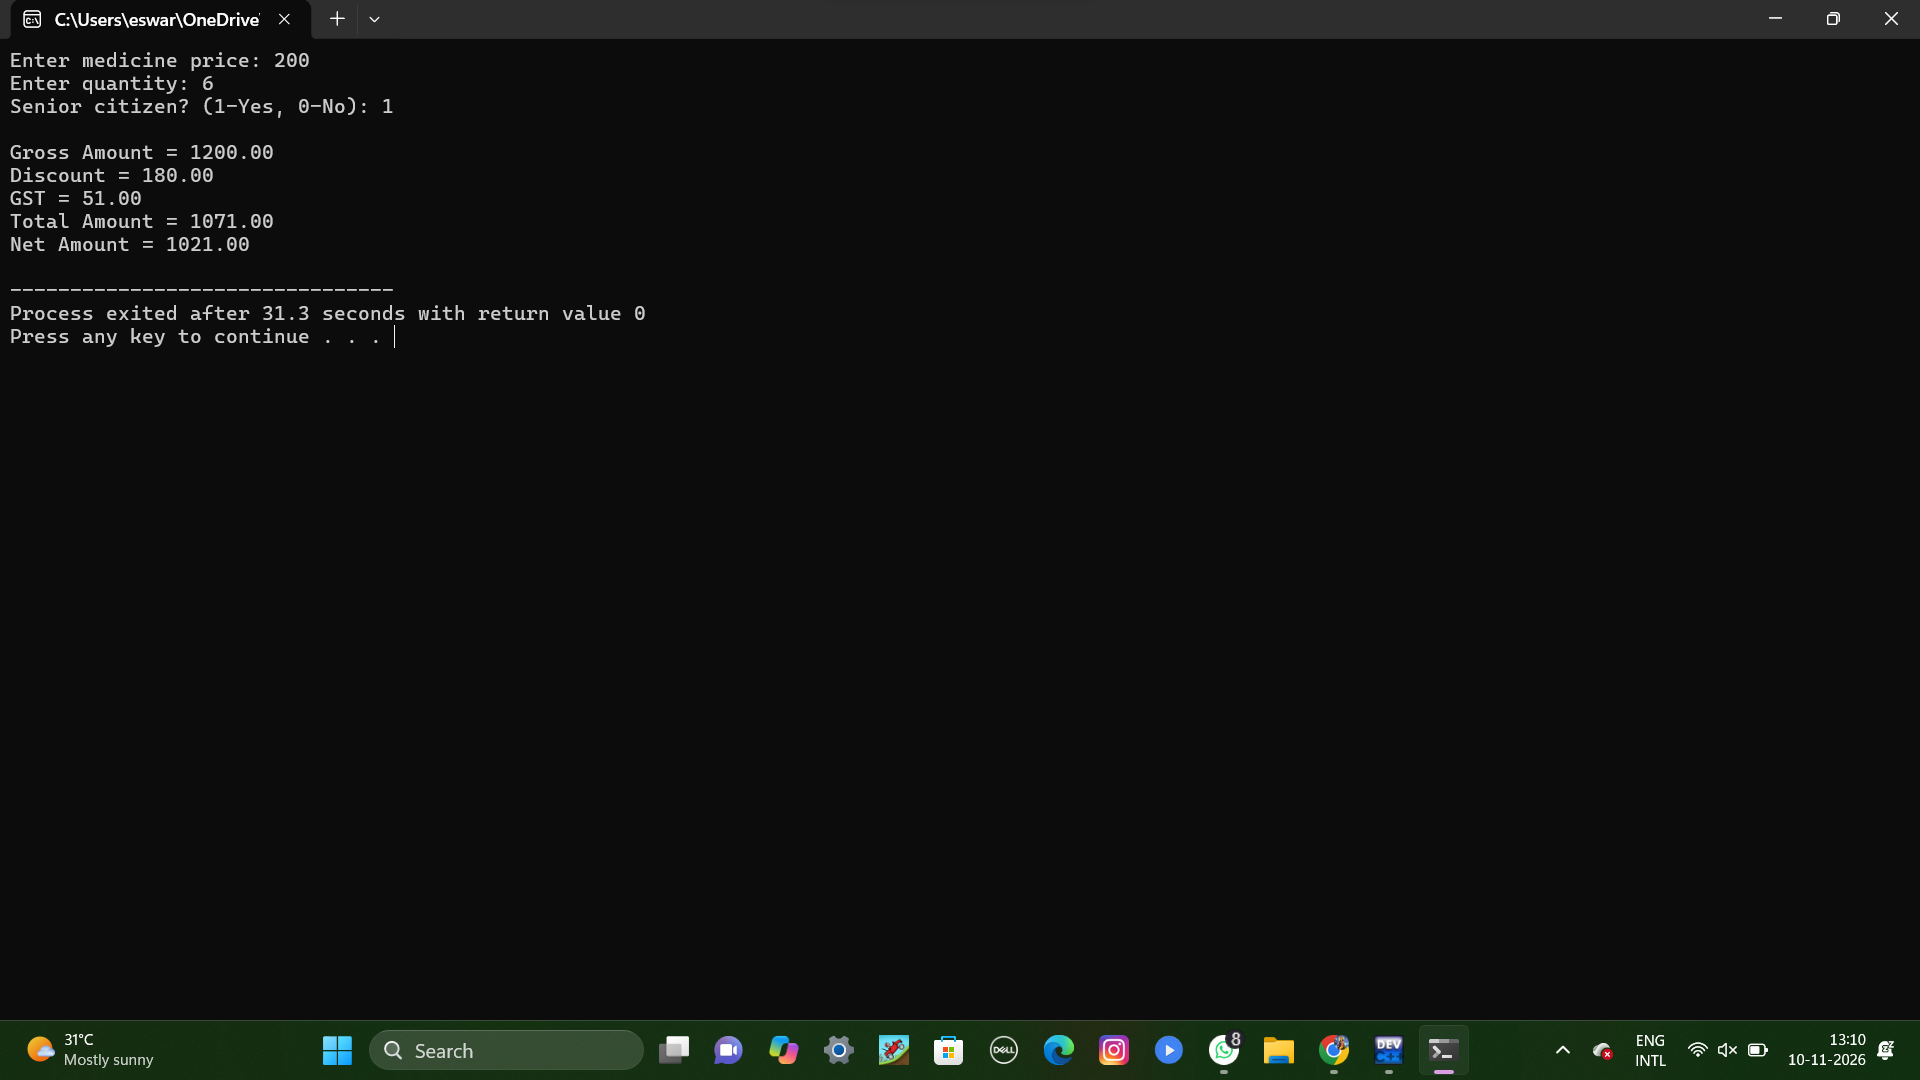 C:\Users\eswar\OneDrive'
Enter medicine price: 200
Enter quantity: 6
Senior citizen? (1-Yes, 0-No): 1
Gross Amount = 1200.00
Discount = 180.00
GST = 51.00
Total Amount = 1071.00
Net Amount = 1021.00
--------------------------------
Process exited after 31.3 seconds with return value 0
Press any key to continue . . .
31°C
Mostly sunny
Search
DELL
8
DEV
C++
ENG
INTL
13:10
10-11-2026